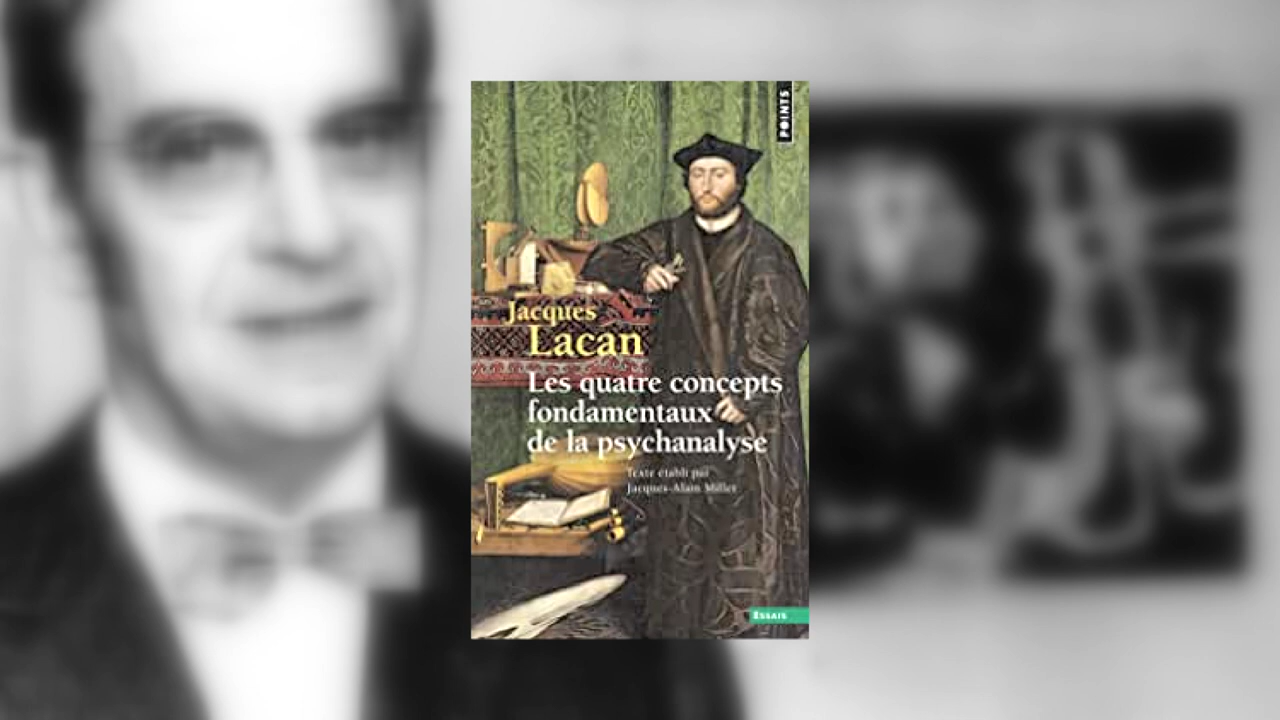 POINTS
Jacques
Lacan
Les quatre concepts
fondamentaux
de la psychanalyse
Texte établi par
Jacques-Alain Miller
ESSAIS